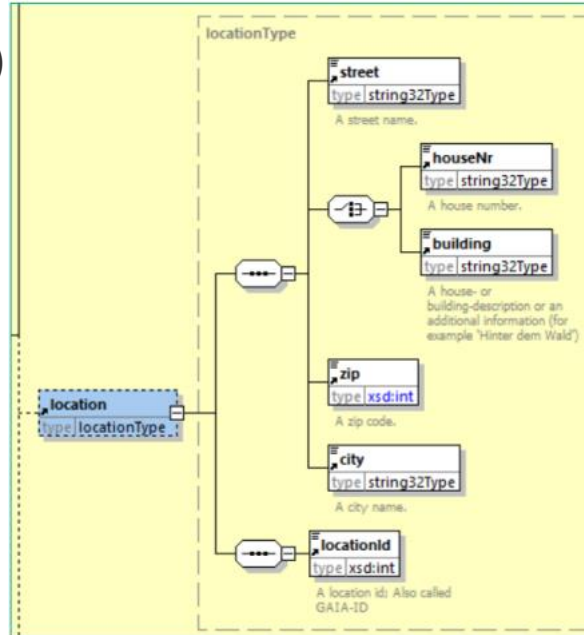 )
locationType
street
type string32Type
A street name.
houseNr
type string32Type
A house number.
building
type string32Type
A house- or
building-description or an
additional information (for
example 'Hinter dem Wald')
zip
type xsd:int
A zip code.
location
type locationType
city
type string32Type
A city name.
locationId
type xsd:int
A location id: Also called
GAIA-ID